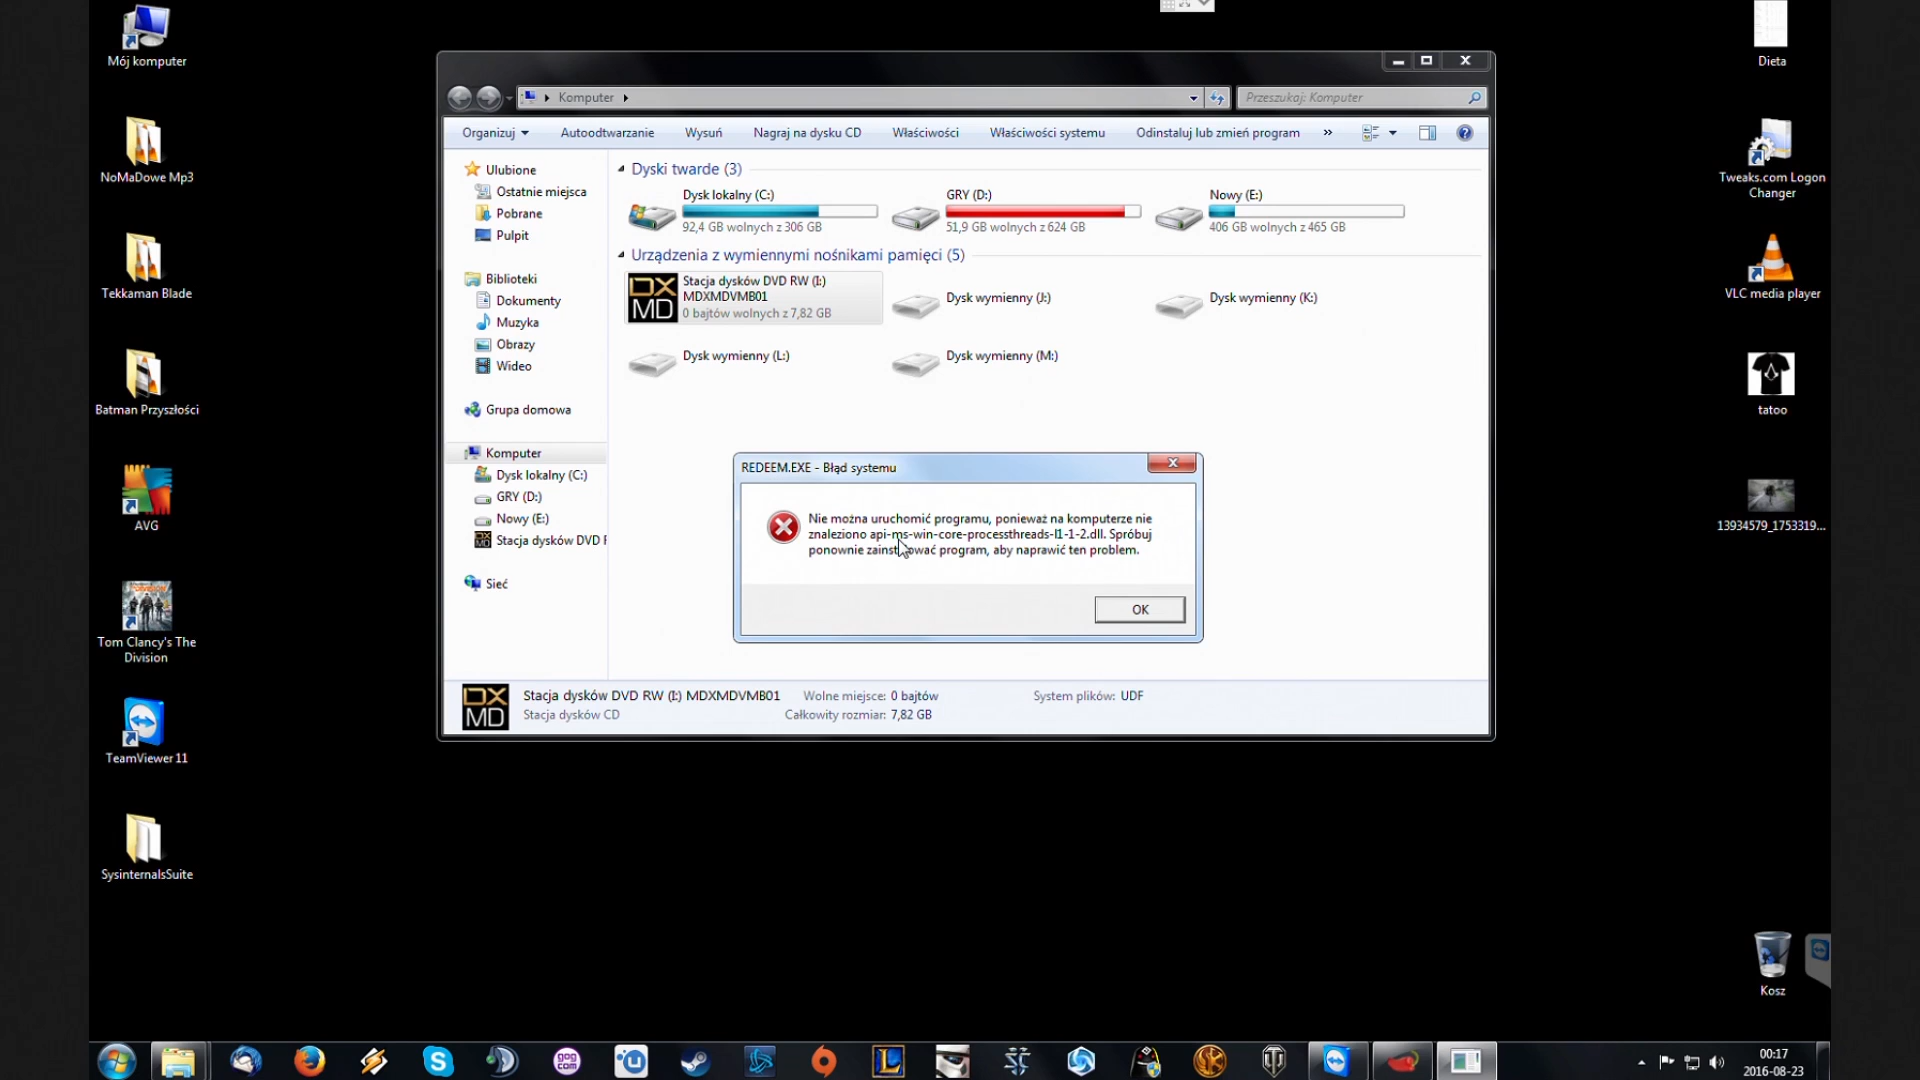 Mój komputer
NoMaDowe Mp3
Tekkaman Blade
Batman Przyszłości
AVG
Tom Clancy's The
Division
TeamViewer 11
SysinternalsSuite
Komputer
Przeszukaj: Komputer
Organizuj
Autoodtwarzanie
Wysuń
Nagraj na dysku CD
Właściwości
Właściwości systemu
Odinstaluj lub zmień program
»
Ulubione
Ostatnie miejsca
Pobrane
Pulpit
Biblioteki
Dokumenty
Muzyka
Obrazy
Wideo
Grupa domowa
Komputer
Dysk lokalny (C:)
GRY (D:)
Nowy (E:)
Stacja dysków DVD R
Sieć
Dyski twarde (3)
Dysk lokalny (C:)
92,4 GB wolnych z 306 GB
GRY (D:)
51,9 GB wolnych z 624 GB
Nowy (E:)
406 GB wolnych z 465 GB
Urządzenia z wymiennymi nośnikami pamięci (5)
DX
MD
Stacja dysków DVD RW (I:)
MDXMDVMB01
0 bajtów wolnych z 7,82 GB
Dysk wymienny (J:)
Dysk wymienny (K:)
Dysk wymienny (L:)
Dysk wymienny (M:)
REDEEM.EXE - Błąd systemu
Nie można uruchomić programu, ponieważ na komputerze nie
znaleziono api-ms-win-core-processthreads-l1-1-2.dll. Spróbuj
ponownie zainstalować program, aby naprawić ten problem.
OK
DX
MD
Stacja dysków DVD RW (I:) MDXMDVMB01
Wolne miejsce: 0 bajtów
System plików: UDF
Stacja dysków CD
Całkowity rozmiar: 7,82 GB
Dieta
Tweaks.com Logon
Changer
VLC media player
tatoo
13934579_1753319...
Kosz
gog
com
00:17
2016-08-23